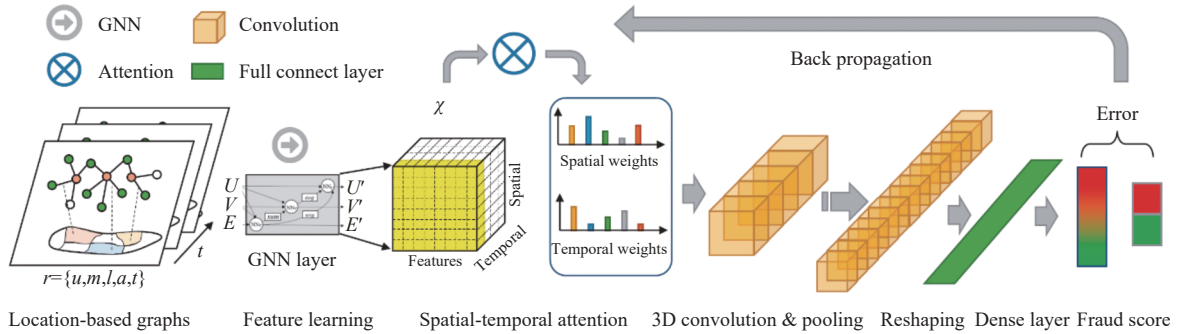 GNN
Convolution
Attention
Full connect layer
Back propagation
χ
Error
Spatial weights
Temporal weights
U
V
E
U′
V′
E′
GNN layer
Features
Temporal
Spatial
t
r={u,m,l,a,t}
Location-based graphs
Feature learning
Spatial-temporal attention
3D convolution & pooling
Reshaping
Dense layer
Fraud score